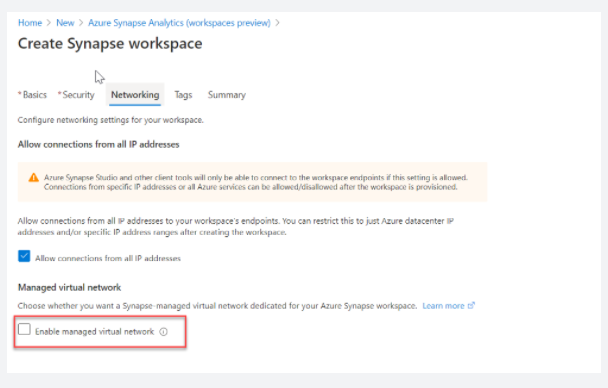 Home > New > Azure Synapse Analytics (workspaces preview) >
Create Synapse workspace
* Basics * Security Networking Tags Summary
Configure networking settings for your workspace.
Allow connections from all IP addresses
Azure Synapse Studio and other client tools will only be able to connect to the workspace endpoints if this setting is allowed.
Connections from specific IP addresses or all Azure services can be allowed/disallowed after the workspace is provisioned.
Allow connections from all IP addresses to your workspace's endpoints. You can restrict this to just Azure datacenter IP
addresses and/or specific IP address ranges after creating the workspace.
Allow connections from all IP addresses
Managed virtual network
Choose whether you want a Synapse-managed virtual network dedicated for your Azure Synapse workspace. Learn more
Enable managed virtual network